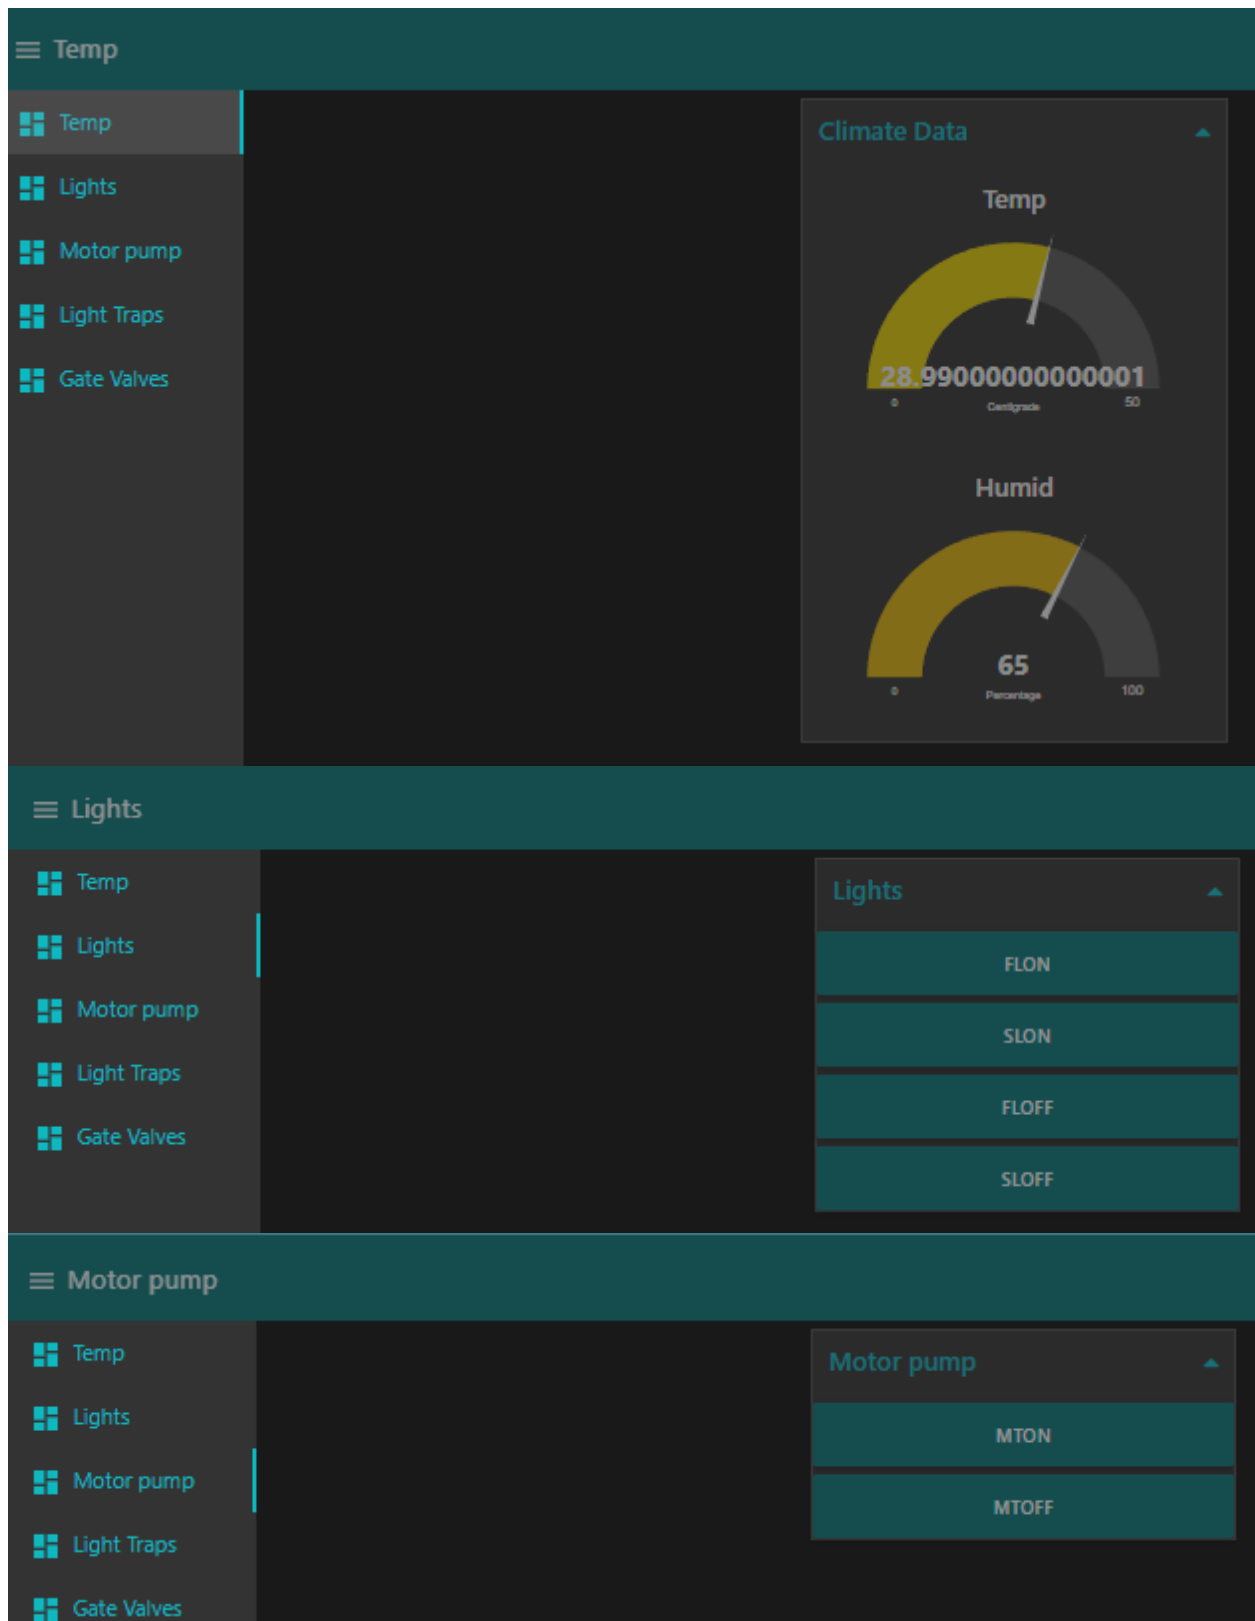 Temp
Temp
Lights
Motor pump
Light Traps
Gate Valves
Climate Data
Temp
28.99000000000001
0
Centigrade
50
Humid
65
0
Percentage
100
Lights
Temp
Lights
Motor pump
Light Traps
Gate Valves
Lights
FLON
SLON
FLOFF
SLOFF
Motor pump
Temp
Lights
Motor pump
Light Traps
Gate Valves
Motor pump
MTON
MTOFF